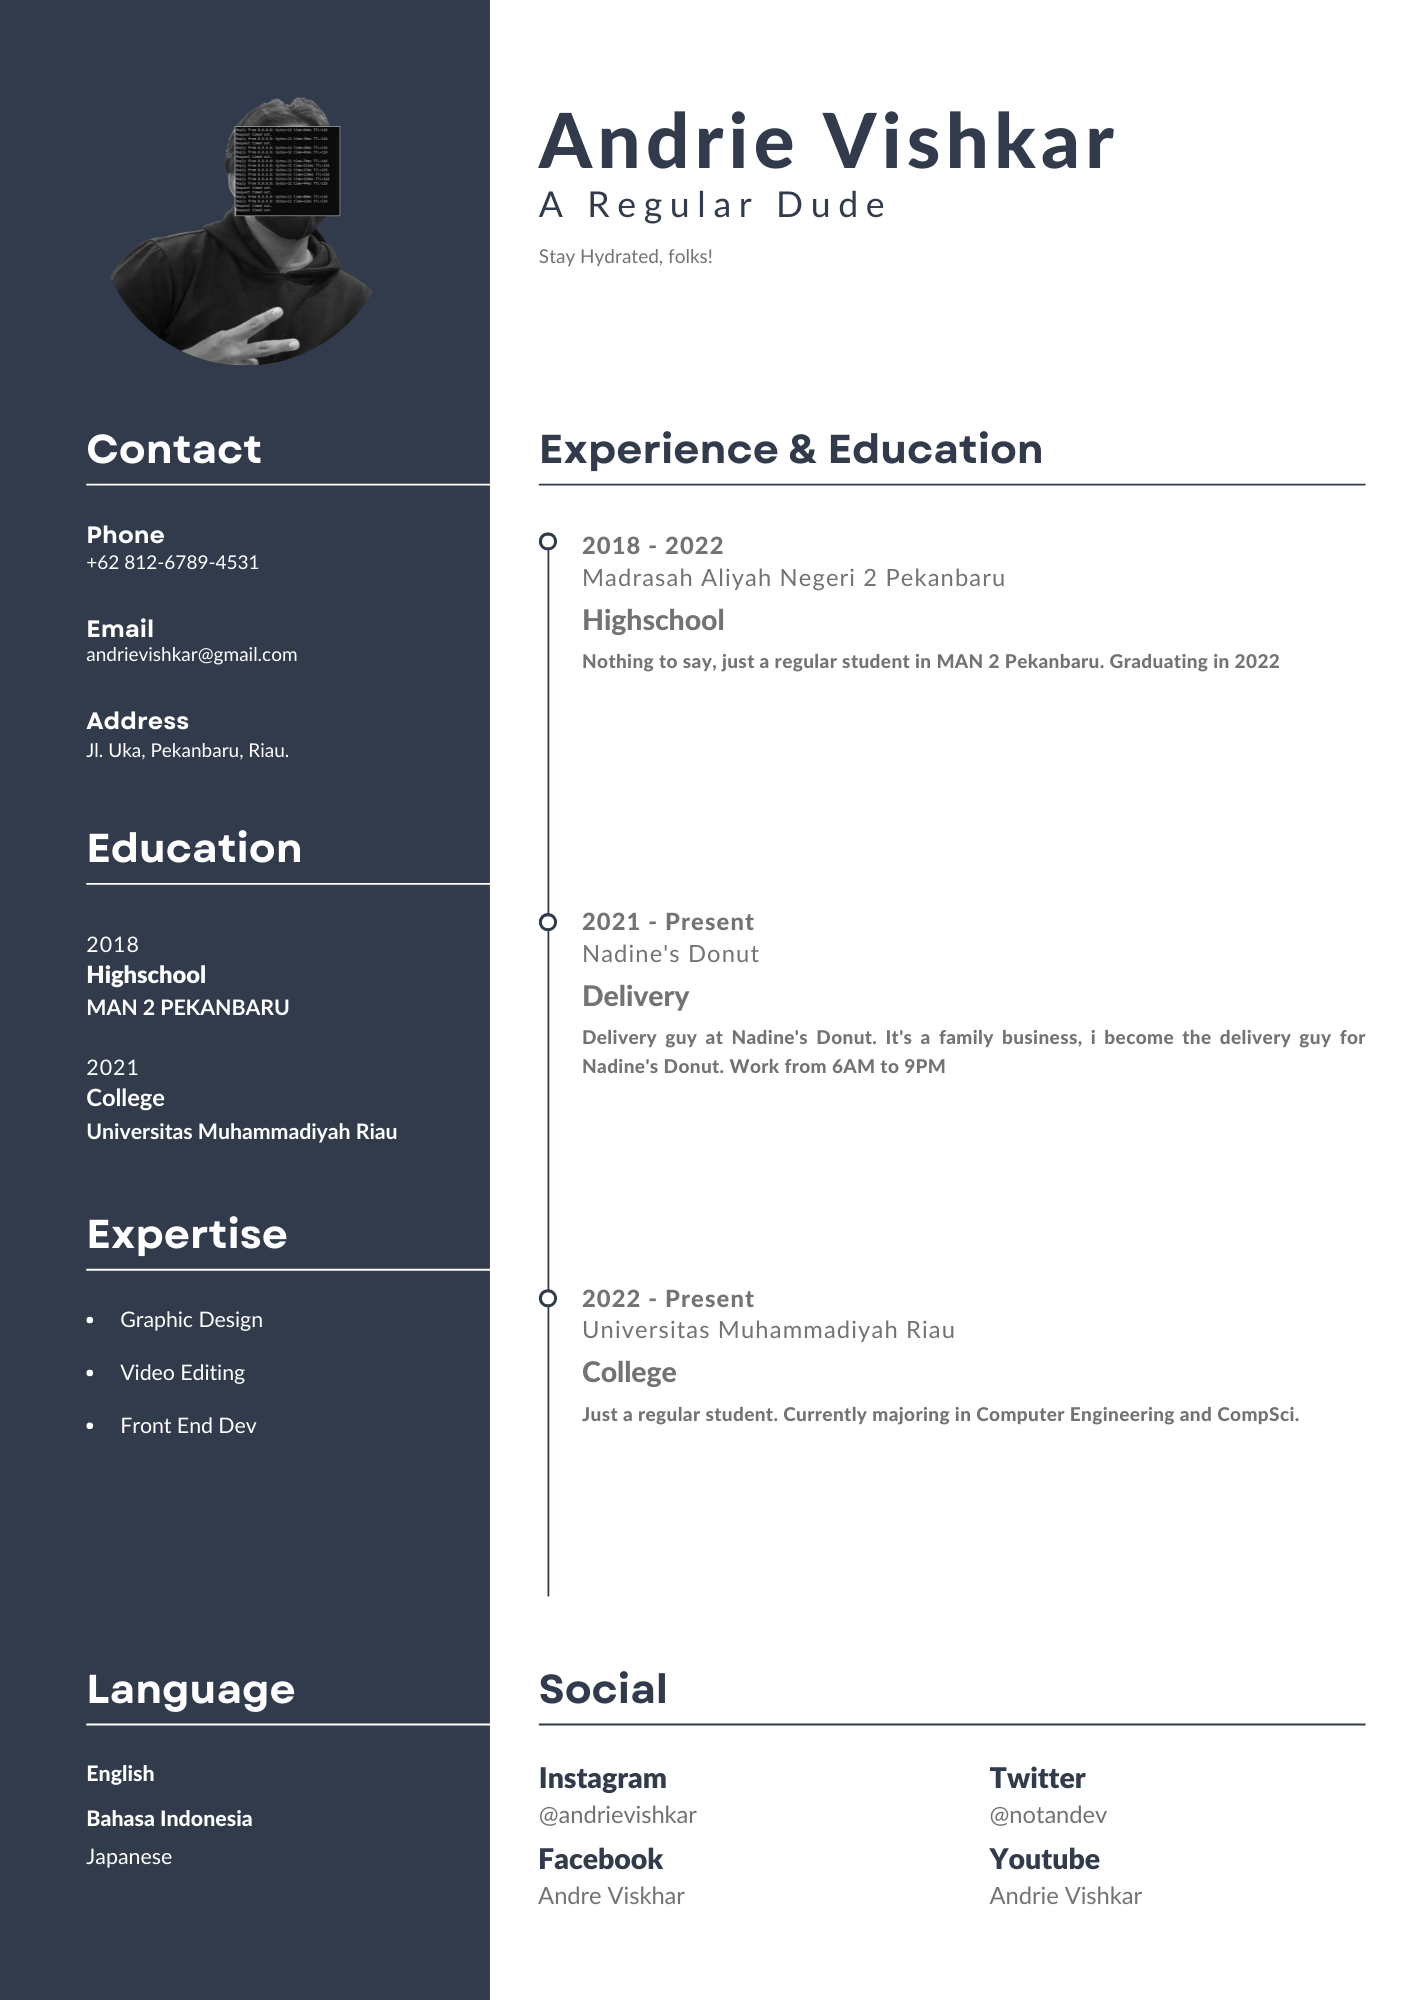 Andrie Vishkar
A Regular Dude
Stay Hydrated, folks!
Contact
Phone
+62 812-6789-4531
Email
andrievishkar@gmail.com
Address
Jl. Uka, Pekanbaru, Riau.
Education
2018
Highschool
MAN 2 PEKANBARU
2021
College
Universitas Muhammadiyah Riau
Expertise
• Graphic Design
• Video Editing
• Front End Dev
Language
English
Bahasa Indonesia
Japanese
Experience & Education
2018 - 2022
Madrasah Aliyah Negeri 2 Pekanbaru
Highschool
Nothing to say, just a regular student in MAN 2 Pekanbaru. Graduating in 2022
2021 - Present
Nadine's Donut
Delivery
Delivery guy at Nadine's Donut. It's a family business, i become the delivery guy for
Nadine's Donut. Work from 6AM to 9PM
2022 - Present
Universitas Muhammadiyah Riau
College
Just a regular student. Currently majoring in Computer Engineering and CompSci.
Social
Instagram
@andrievishkar
Twitter
@notandev
Facebook
Andre Viskhar
Youtube
Andrie Vishkar